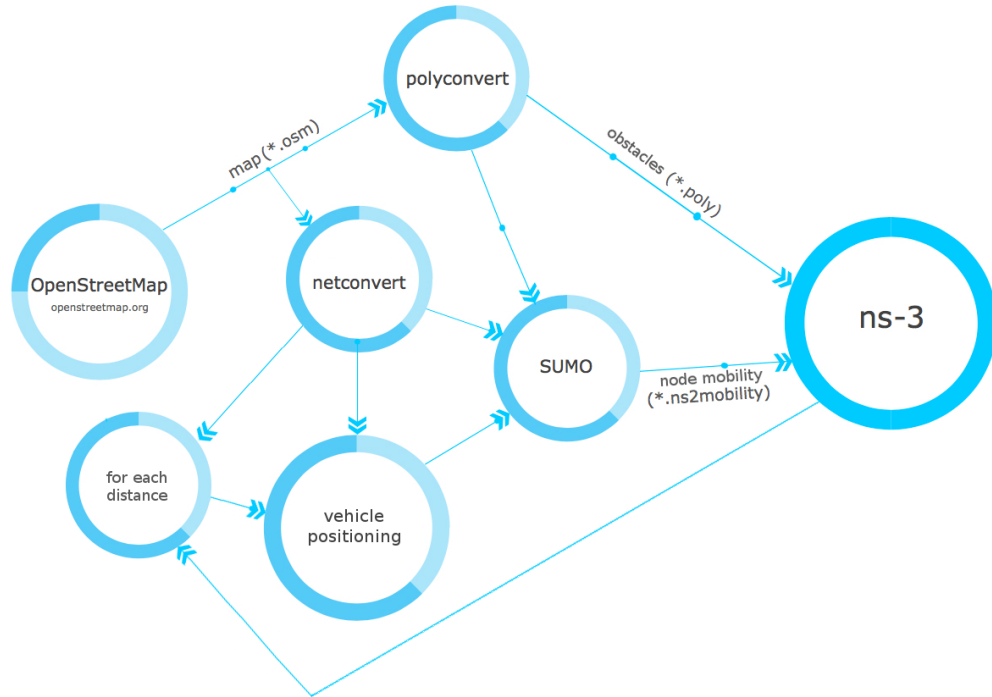 polyconvert
map (*.osm)
obstacles (*.poly)
OpenStreetMap
openstreetmap.org
netconvert
ns-3
SUMO
node mobility
(*.ns2mobility)
for each
distance
vehicle
positioning